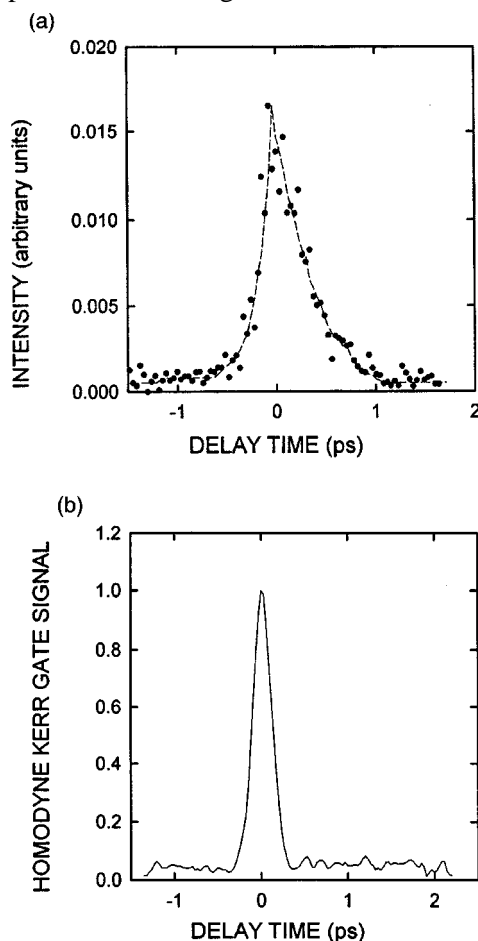 (a)
0.020
0.015
0.010
0.005
0.000
INTENSITY (arbitrary units)
-1 0 1 2
DELAY TIME (ps)
(b)
1.2
1.0
0.8
0.6
0.4
0.2
0.0
HOMODYNE KERR GATE SIGNAL
-1 0 1 2
DELAY TIME (ps)